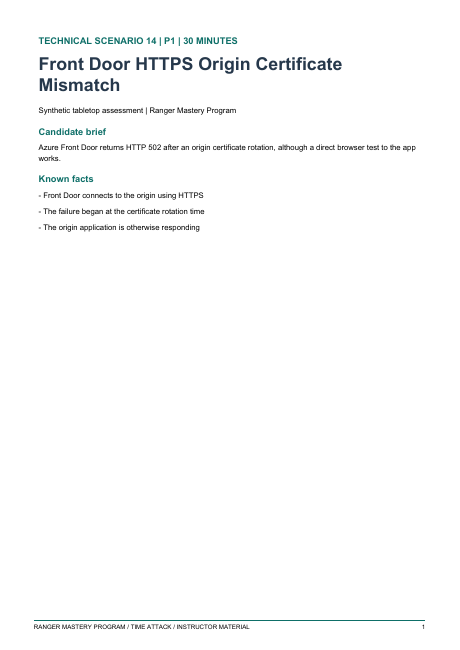 TECHNICAL SCENARIO 14 | P1 | 30 MINUTES
Front Door HTTPS Origin Certificate
Mismatch
Synthetic tabletop assessment | Ranger Mastery Program
Candidate brief
Azure Front Door returns HTTP 502 after an origin certificate rotation, although a direct browser test to the app
works.
Known facts
- Front Door connects to the origin using HTTPS
- The failure began at the certificate rotation time
- The origin application is otherwise responding
RANGER MASTERY PROGRAM / TIME ATTACK / INSTRUCTOR MATERIAL 1